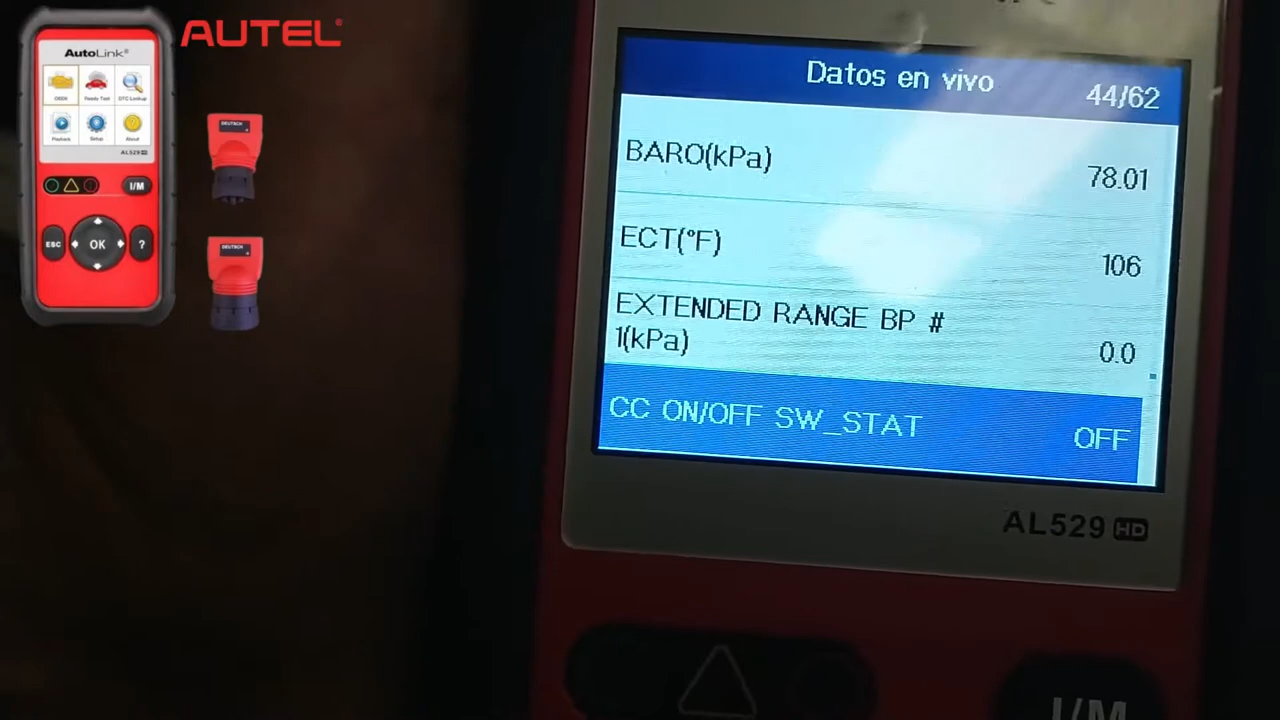 AUTEL®
AutoLink®
OBDII
Ready Test
DTC Lookup
Playback
Setup
About
AL529 HD
I/M
ESC
OK
?
DEUTSCH
DEUTSCH
Datos en vivo
44/62
BARO(kPa)
78.01
ECT(°F)
106
EXTENDED RANGE BP #
1(kPa)
0.0
CC ON/OFF SW_STAT
OFF
AL529 HD
I/M